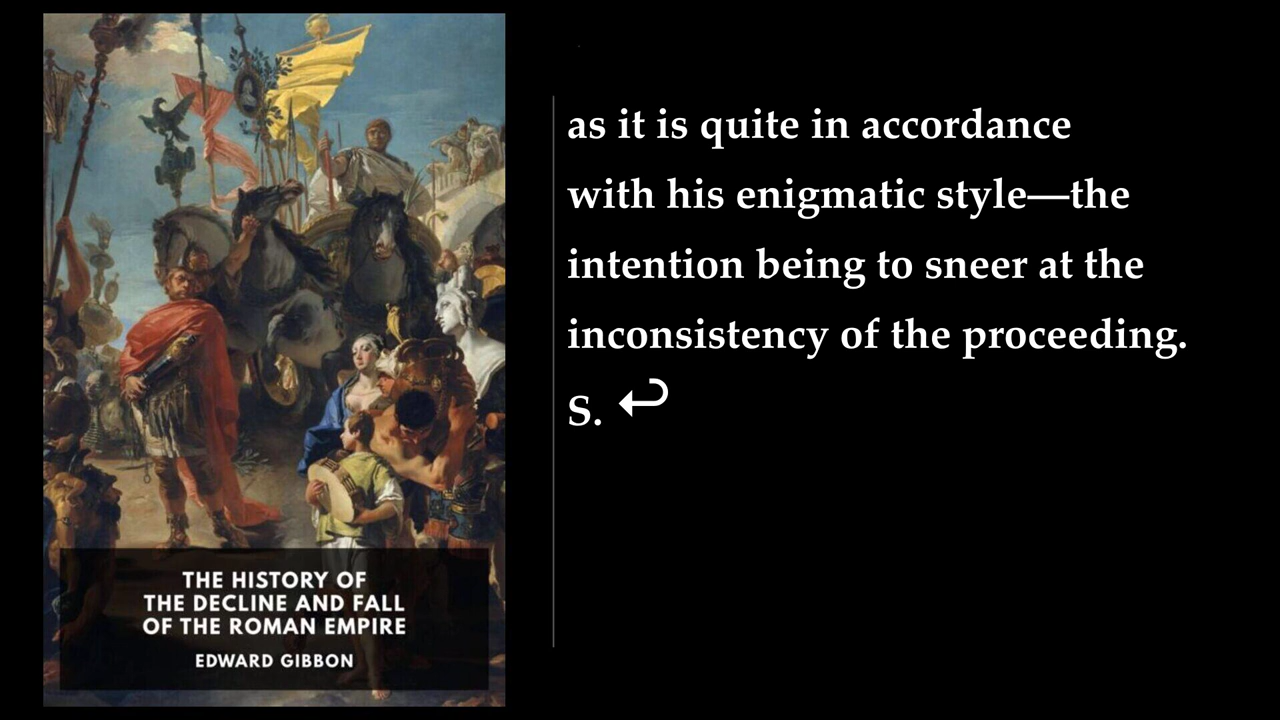 THE HISTORY OF
THE DECLINE AND FALL
OF THE ROMAN EMPIRE
EDWARD GIBBON
as it is quite in accordance
with his enigmatic style—the
intention being to sneer at the
inconsistency of the proceeding.
S. ↩